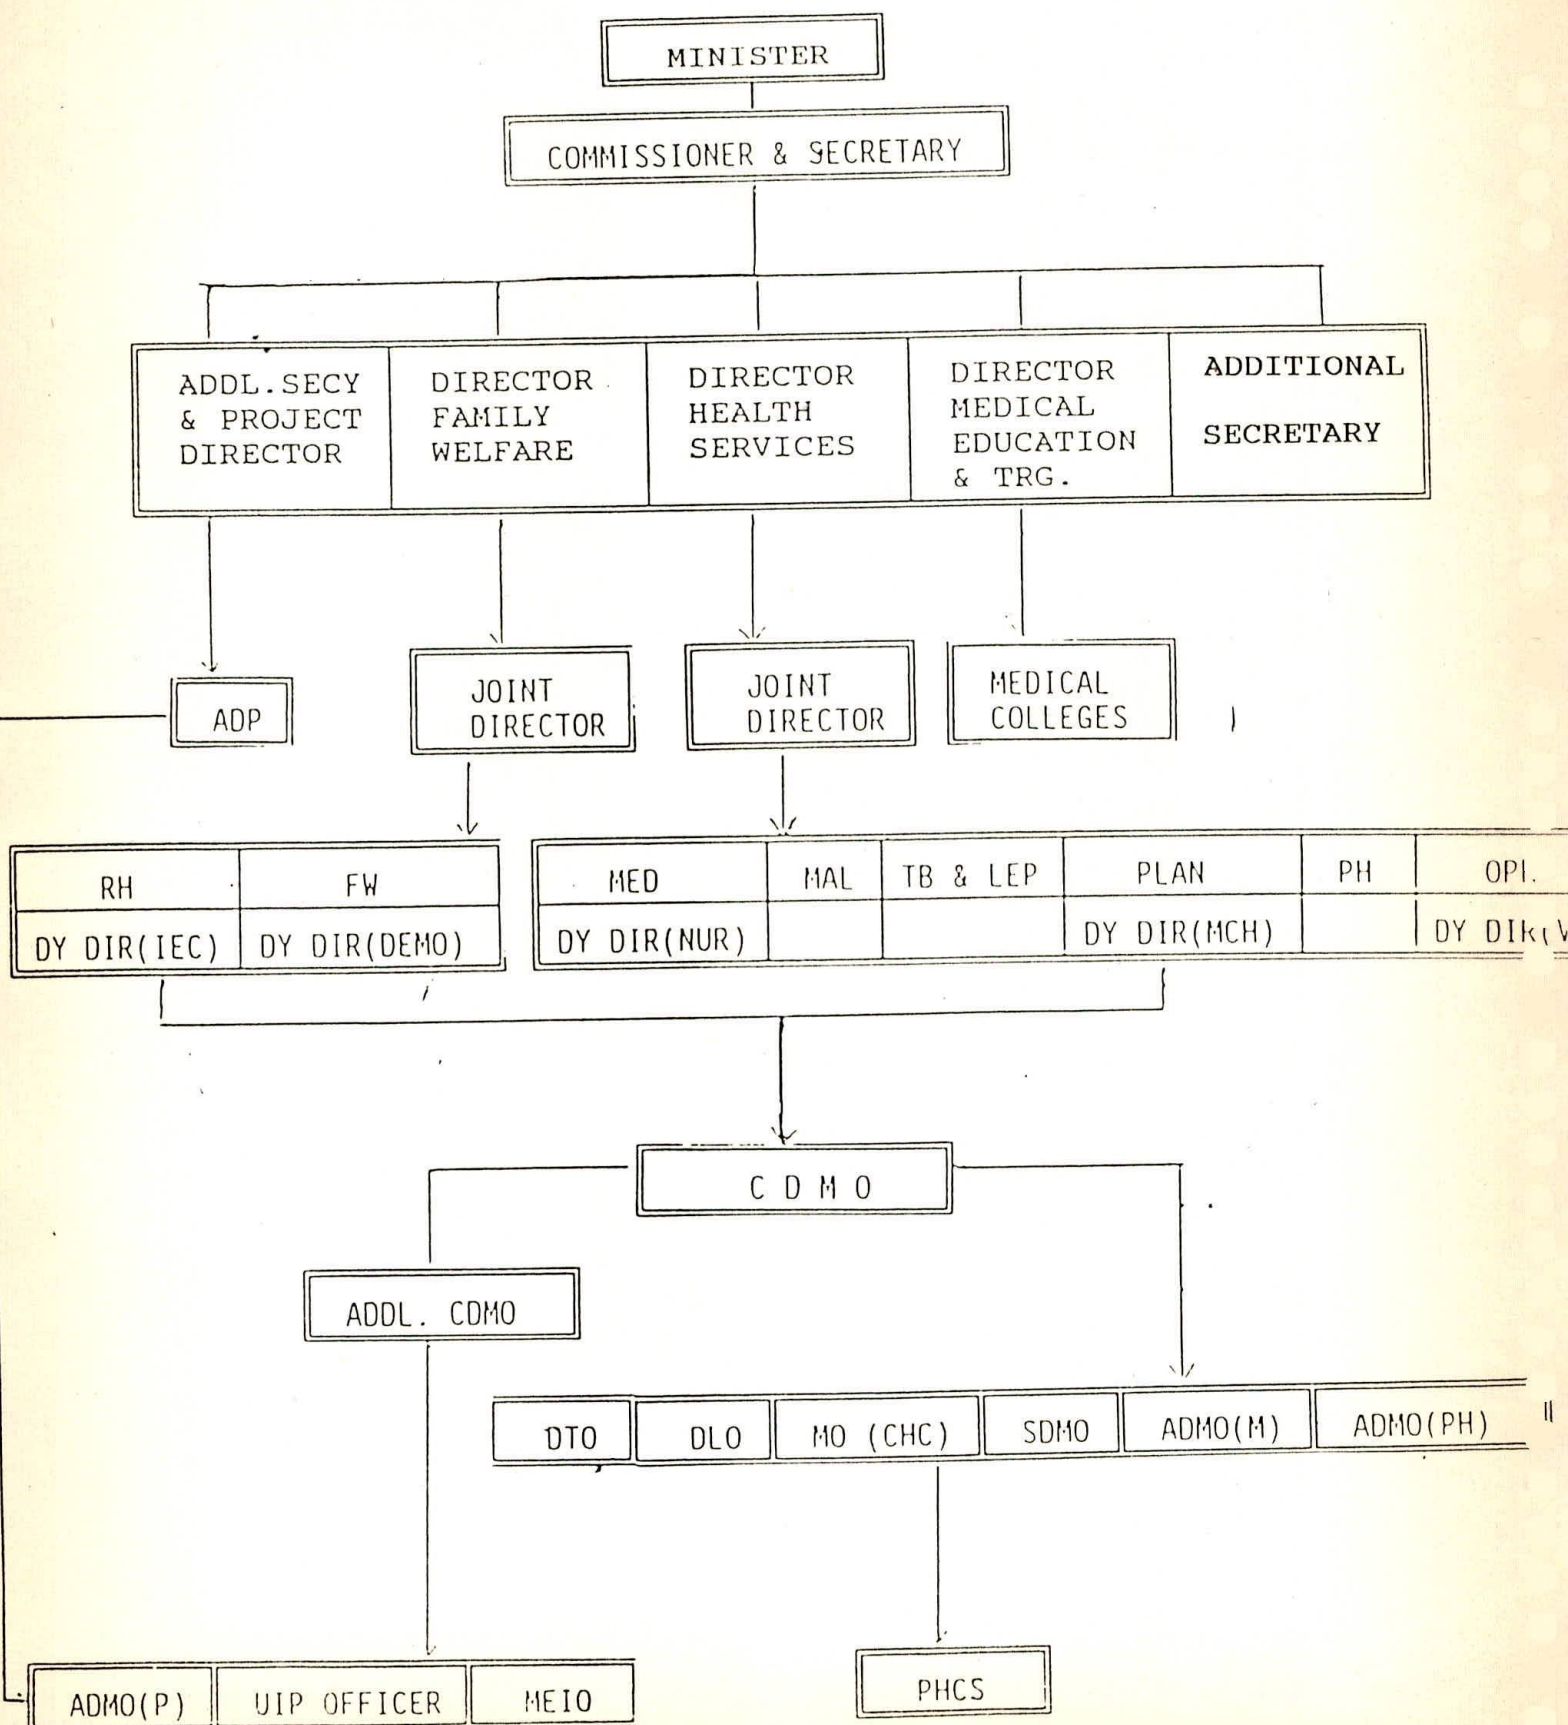 MINISTER
COMMISSIONER & SECRETARY
ADDL.SECY
& PROJECT
DIRECTOR
DIRECTOR
FAMILY
WELFARE
DIRECTOR
HEALTH
SERVICES
DIRECTOR
MEDICAL
EDUCATION
& TRG.
ADDITIONAL
SECRETARY
ADP
JOINT
DIRECTOR
JOINT
DIRECTOR
MEDICAL
COLLEGES
RH
FW
DY DIR(IEC)
DY DIR(DEMO)
MED
MAL
TB & LEP
PLAN
PH
DY DIR(NUR)
DY DIR(MCH)
C D M O
ADDL. CDMO
DTO
DLO
MO (CHC)
SDMO
ADMO(M)
ADMO(PH)
ADMO(P)
UIP OFFICER
MEIO
PHCS